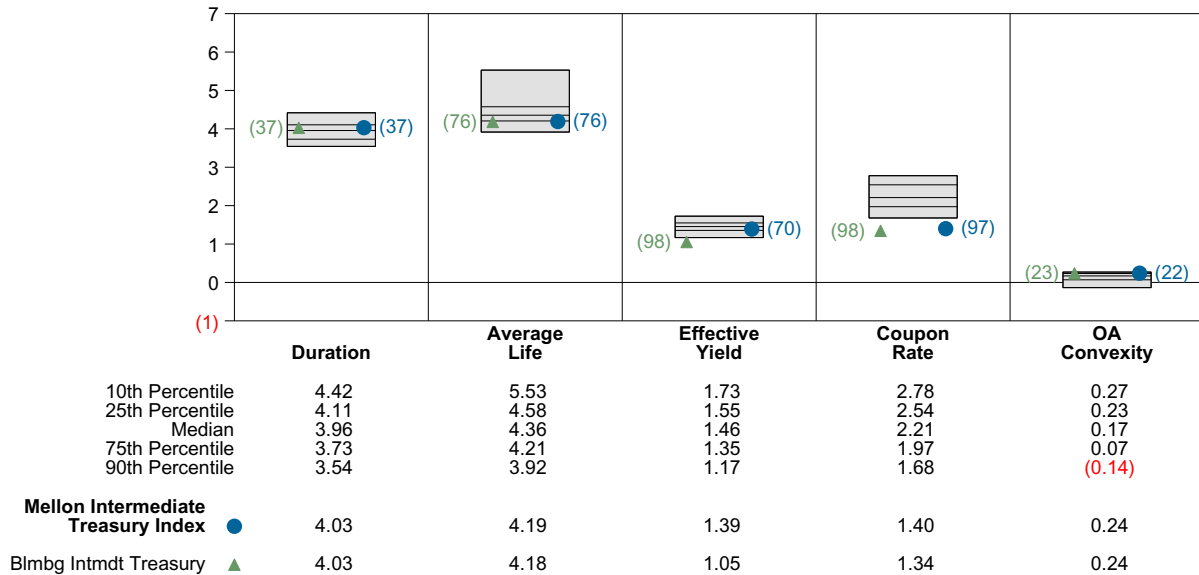 7
6
5
4
3
2
1
0
(1)
(37) (37)
(76) (76)
(98) (70)
(98) (97)
(23) (22)
Duration Average Life Effective Yield Coupon Rate OA Convexity
10th Percentile 4.42 5.53 1.73 2.78 0.27
25th Percentile 4.11 4.58 1.55 2.54 0.23
Median 3.96 4.36 1.46 2.21 0.17
75th Percentile 3.73 4.21 1.35 1.97 0.07
90th Percentile 3.54 3.92 1.17 1.68 (0.14)
Mellon Intermediate
Treasury Index 4.03 4.19 1.39 1.40 0.24
Blmbg Intmdt Treasury 4.03 4.18 1.05 1.34 0.24